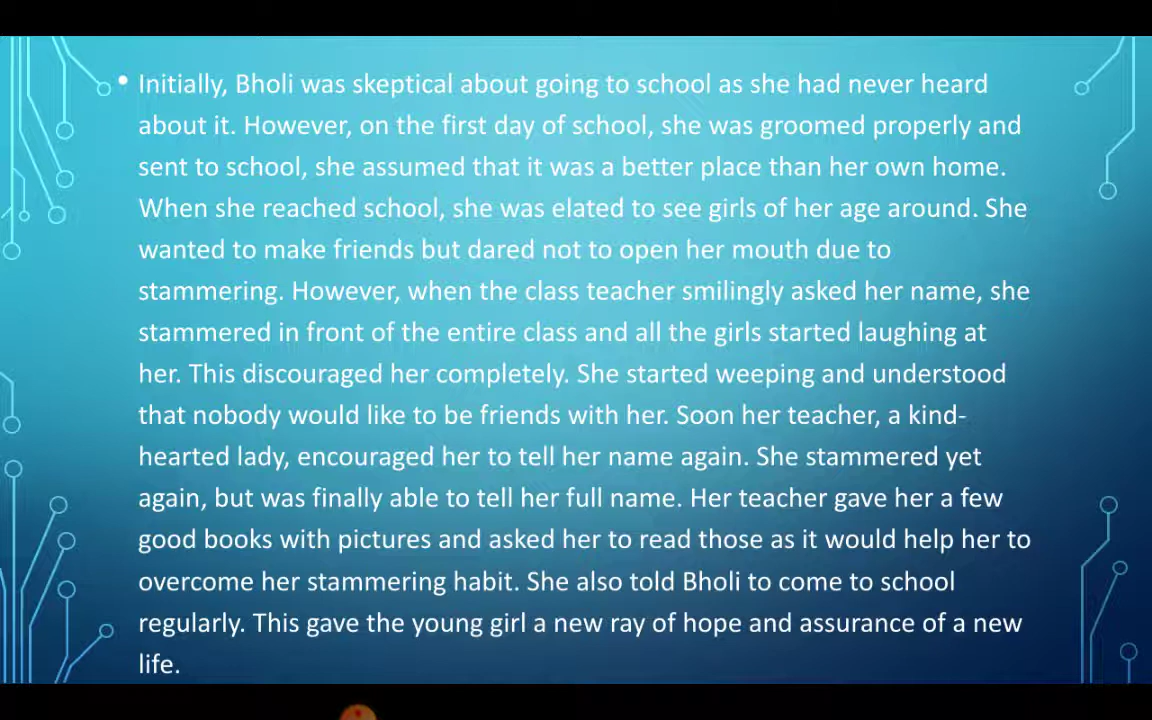 • Initially, Bholi was skeptical about going to school as she had never heard
about it. However, on the first day of school, she was groomed properly and
sent to school, she assumed that it was a better place than her own home.
When she reached school, she was elated to see girls of her age around. She
wanted to make friends but dared not to open her mouth due to
stammering. However, when the class teacher smilingly asked her name, she
stammered in front of the entire class and all the girls started laughing at
her. This discouraged her completely. She started weeping and understood
that nobody would like to be friends with her. Soon her teacher, a kind-
hearted lady, encouraged her to tell her name again. She stammered yet
again, but was finally able to tell her full name. Her teacher gave her a few
good books with pictures and asked her to read those as it would help her to
overcome her stammering habit. She also told Bholi to come to school
regularly. This gave the young girl a new ray of hope and assurance of a new
life.